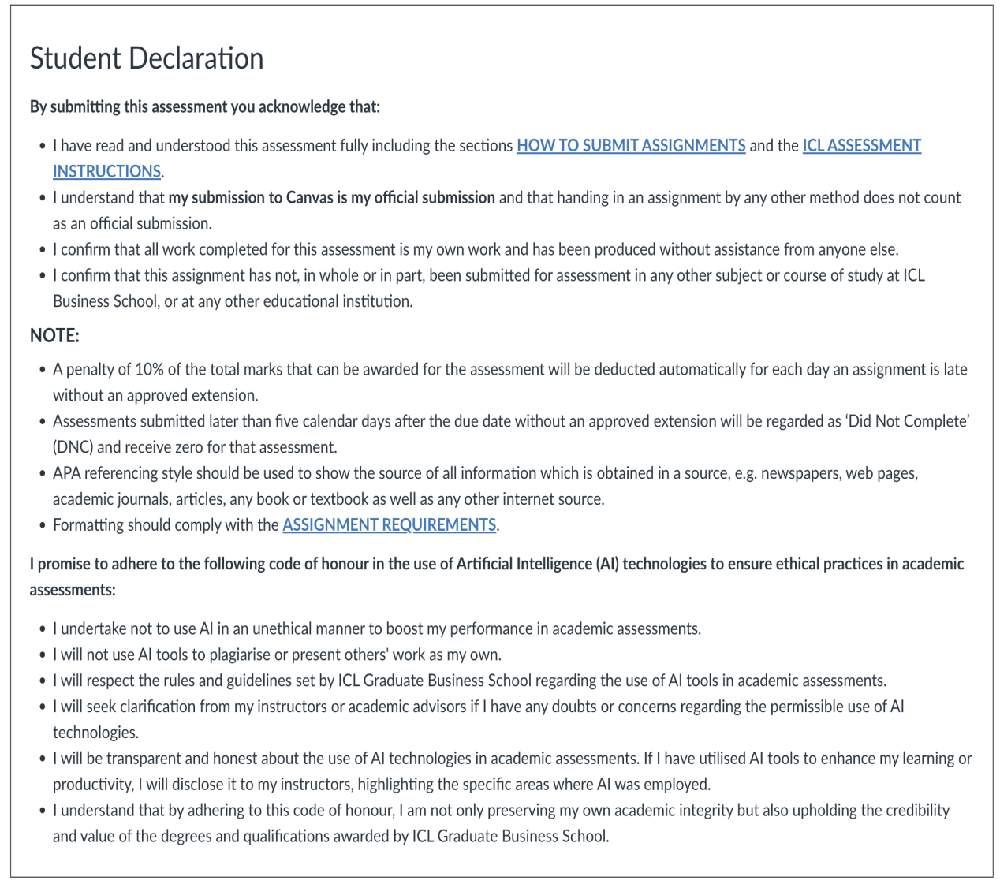 Student Declaration
By submitting this assessment you acknowledge that:
• I have read and understood this assessment fully including the sections HOW TO SUBMIT ASSIGNMENTS and the ICL ASSESSMENT
INSTRUCTIONS.
• I understand that my submission to Canvas is my official submission and that handing in an assignment by any other method does not count
as an official submission.
• I confirm that all work completed for this assessment is my own work and has been produced without assistance from anyone else.
• I confirm that this assignment has not, in whole or in part, been submitted for assessment in any other subject or course of study at ICL
Business School, or at any other educational institution.
NOTE:
• A penalty of 10% of the total marks that can be awarded for the assessment will be deducted automatically for each day an assignment is late
without an approved extension.
• Assessments submitted later than five calendar days after the due date without an approved extension will be regarded as ‘Did Not Complete’
(DNC) and receive zero for that assessment.
• APA referencing style should be used to show the source of all information which is obtained in a source, e.g. newspapers, web pages,
academic journals, articles, any book or textbook as well as any other internet source.
• Formatting should comply with the ASSIGNMENT REQUIREMENTS.
I promise to adhere to the following code of honour in the use of Artificial Intelligence (AI) technologies to ensure ethical practices in academic
assessments:
• I undertake not to use AI in an unethical manner to boost my performance in academic assessments.
• I will not use AI tools to plagiarise or present others' work as my own.
• I will respect the rules and guidelines set by ICL Graduate Business School regarding the use of AI tools in academic assessments.
• I will seek clarification from my instructors or academic advisors if I have any doubts or concerns regarding the permissible use of AI
technologies.
• I will be transparent and honest about the use of AI technologies in academic assessments. If I have utilised AI tools to enhance my learning or
productivity, I will disclose it to my instructors, highlighting the specific areas where AI was employed.
• I understand that by adhering to this code of honour, I am not only preserving my own academic integrity but also upholding the credibility
and value of the degrees and qualifications awarded by ICL Graduate Business School.